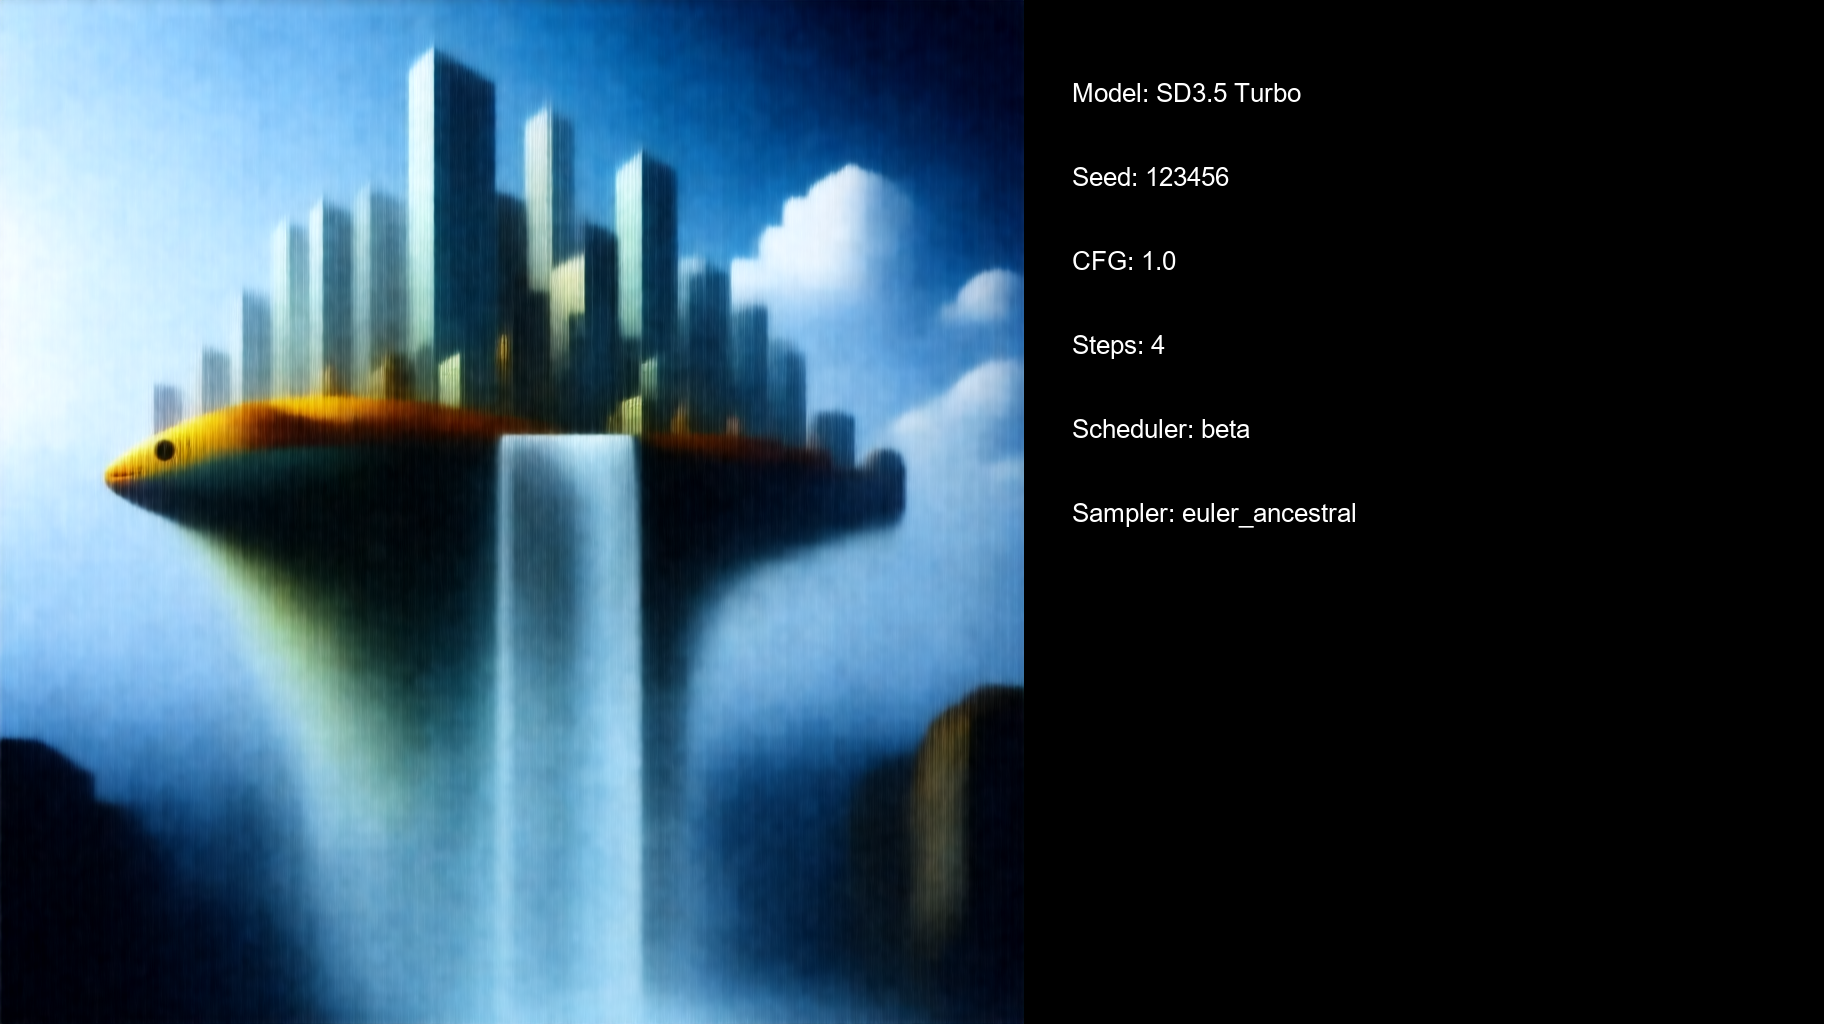 Model: SD3.5 Turbo
Seed: 123456
CFG: 1.0
Steps: 4
Scheduler: beta
Sampler: euler_ancestral